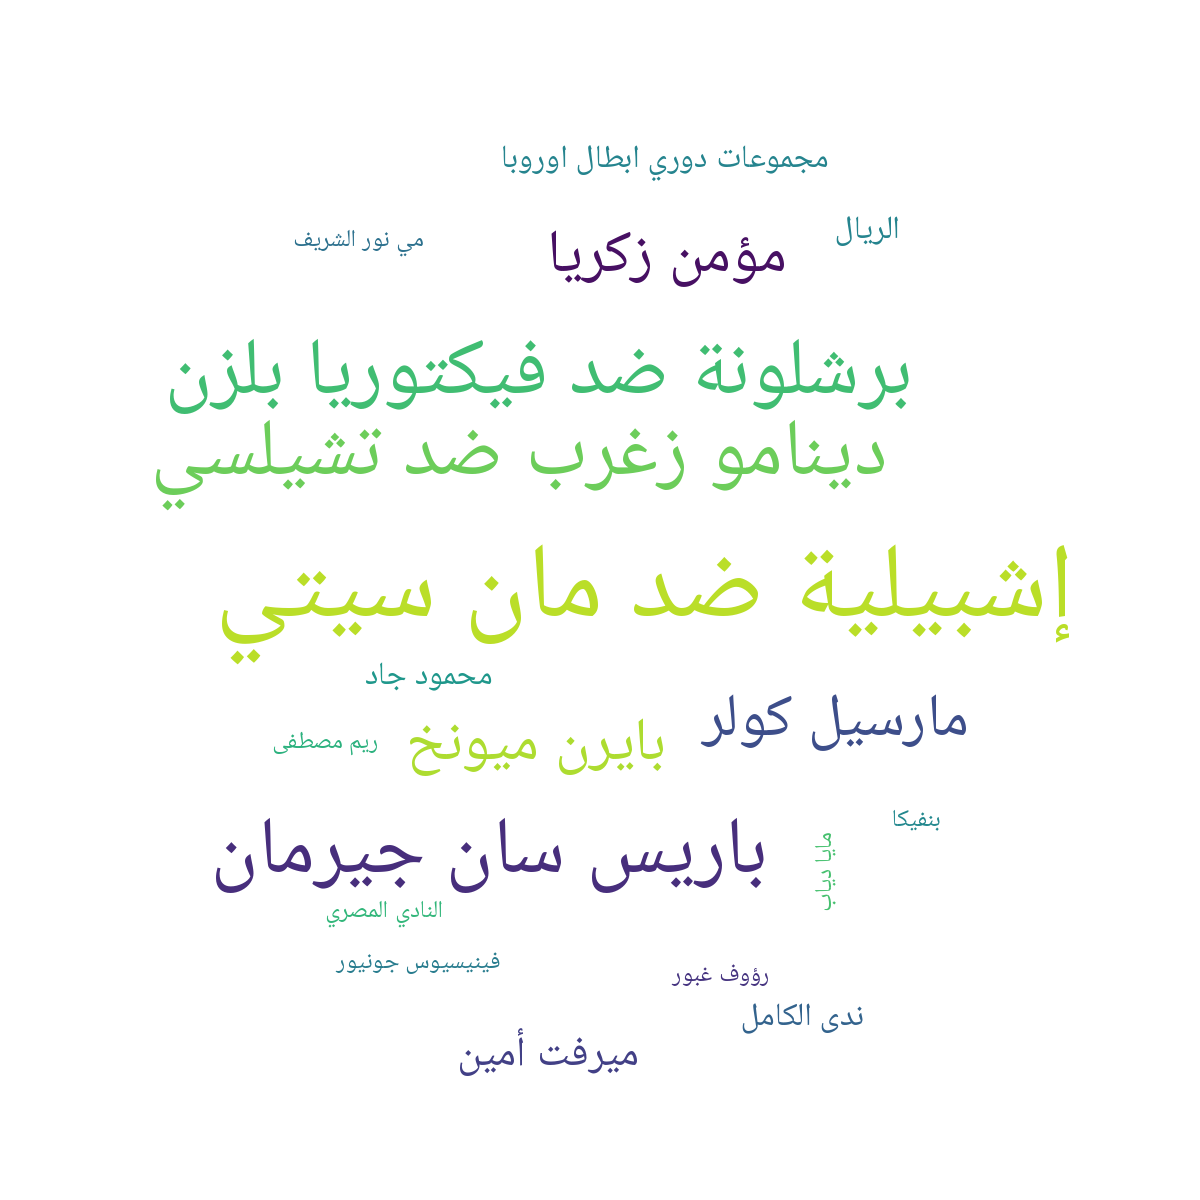 مجموعات دوري ابطال اوروبا
الريال
مؤمن زكريا
مي نور الشريف
برشلونة ضد فيكتوريا بلزن
دينامو زغرب ضد تشيلسي
إشبيلية ضد مان سيتي
محمود جاد
مارسيل كولر
بايرن ميونخ
ريم مصطفى
بنفيكا
باريس سان جيرمان
مايا دياب
النادي المصري
فينيسيوس جونيور
رؤوف غبور
ندى الكامل
ميرفت أمين